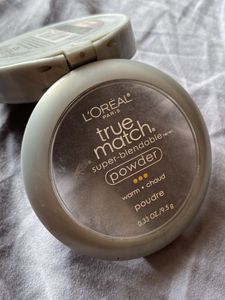 L'ORÉAL
PARIS
true
match
super-blendable
powder
warm • chaud
poudre
0.33 OZ/9.5 g